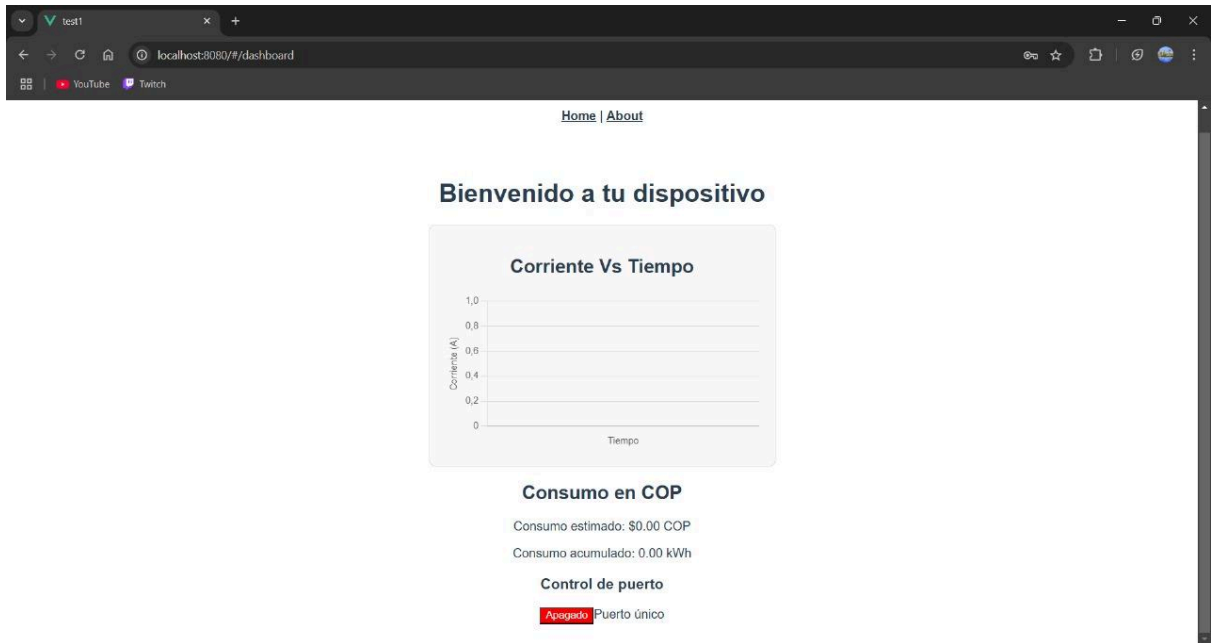 test1
localhost:8080/#/dashboard
YouTube Twitch
Home | About
Bienvenido a tu dispositivo
Corriente Vs Tiempo
1,0
0,8
0,6
0,4
0,2
0
Corriente (A)
Tiempo
Consumo en COP
Consumo estimado: $0.00 COP
Consumo acumulado: 0.00 kWh
Control de puerto
Apagado Puerto único